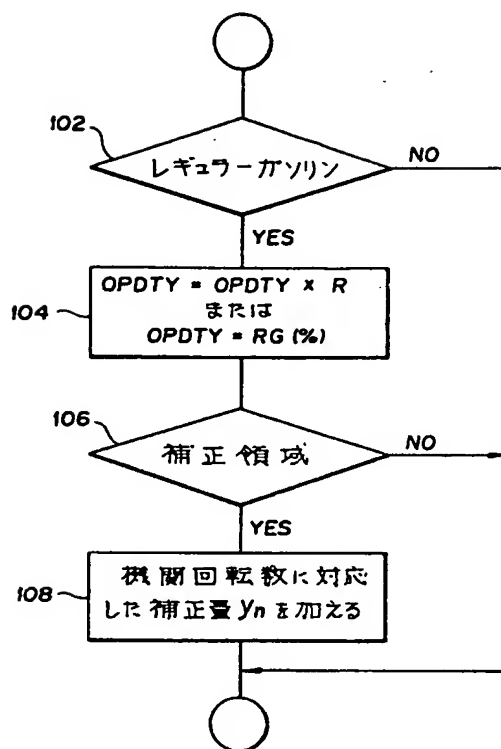 102
レギュラーガソリン
NO
YES
104
OPDTY = OPDTY × R
または
OPDTY = RG (%)
106
補正領域
NO
YES
108
機関回転数に対応
した補正量 yn を加える